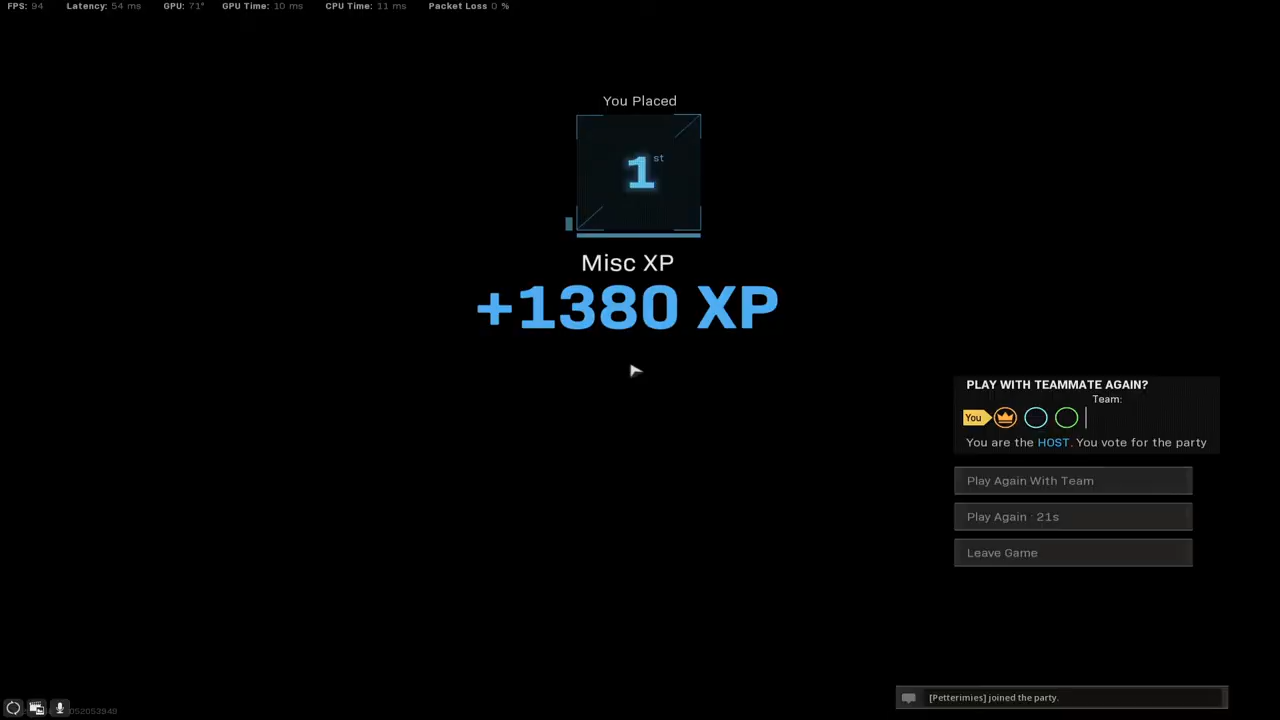 FPS: 94 Latency: 54 ms GPU: 71° GPU Time: 10 ms CPU Time: 11 ms Packet Loss 0 %
You Placed
1st
Misc XP
+1380 XP
PLAY WITH TEAMMATE AGAIN?
Team:
You
You are the HOST. You vote for the party
Play Again With Team
Play Again · 21s
Leave Game
[Petterimies] joined the party.